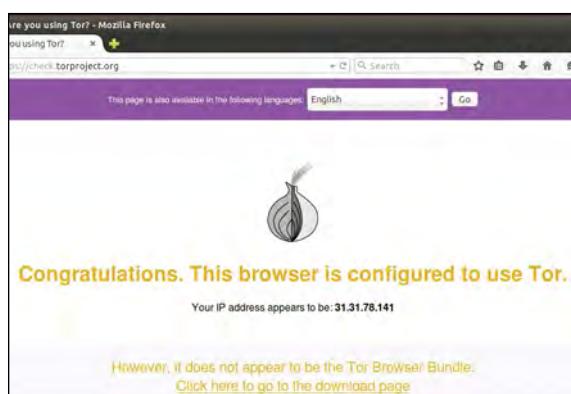 re you using Tor? - Mozilla Firefox
ou using Tor?
ps://check.torproject.org
Search
This page is also available in the following languages:
English
Go
Congratulations. This browser is configured to use Tor.
Your IP address appears to be: 31.31.78.141
However, it does not appear to be the Tor Browser Bundle.
Click here to go to the download page